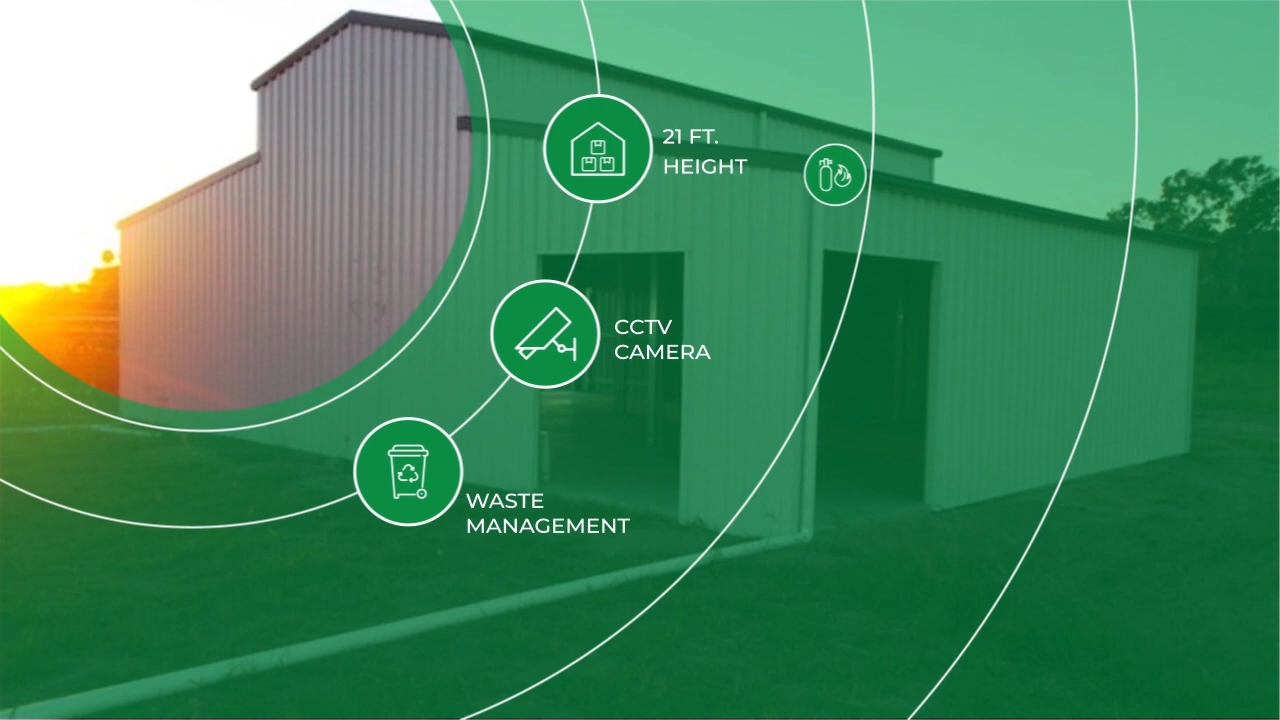 21 FT.
HEIGHT
CCTV
CAMERA
WASTE
MANAGEMENT